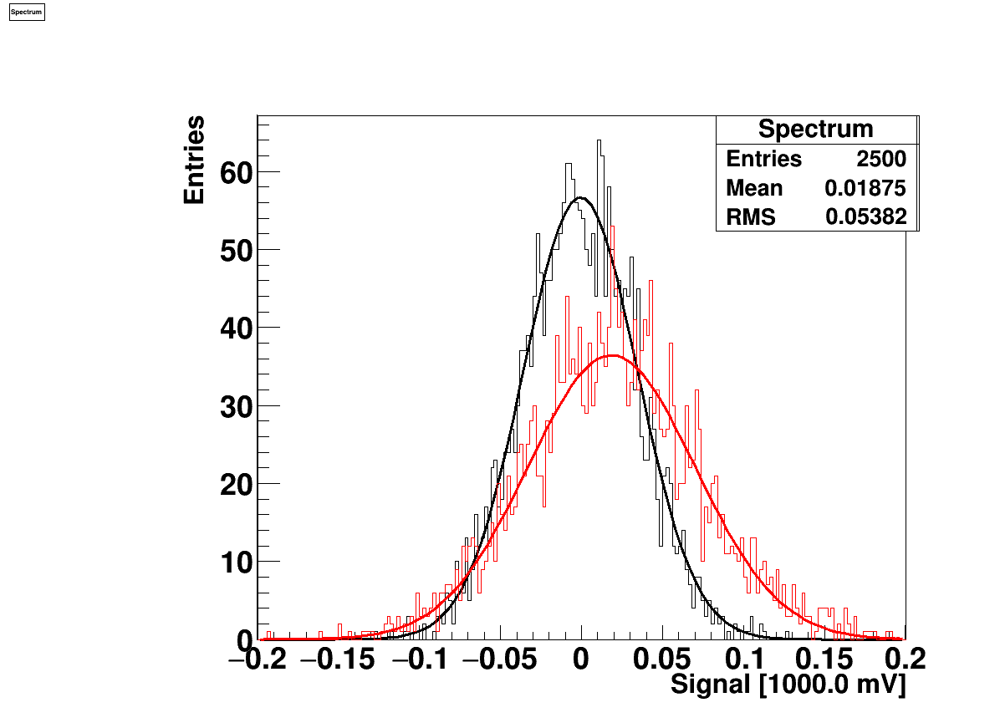 Spectrum
Entries
Spectrum
Entries 2500
Mean 0.01875
RMS 0.05382
60
50
40
30
20
10
0
−0.2 −0.15 −0.1 −0.05 0 0.05 0.1 0.15 0.2
Signal [1000.0 mV]